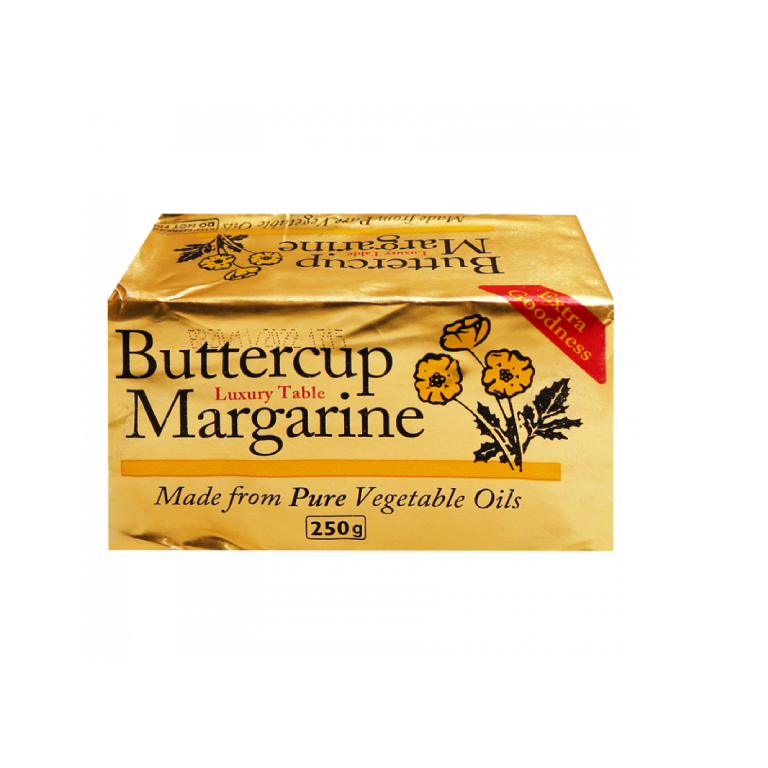 Made from Pure Vegetable Oils
Buttercup
Luxury Table
Margarine
Extra
Goodness
Buttercup
Luxury Table
Margarine
Made from Pure Vegetable Oils
250g